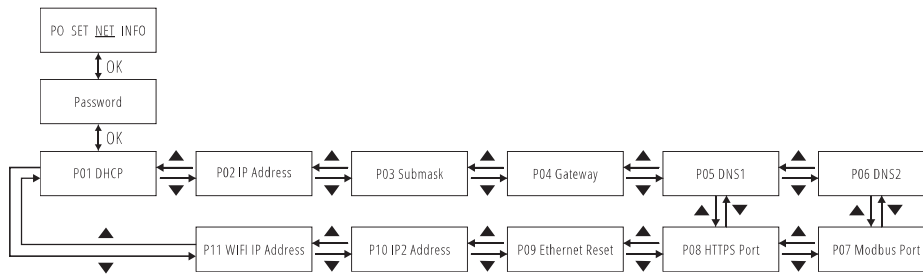 PO SET NET INFO
OK
Password
OK
P01 DHCP
P02 IP Address
P03 Submask
P04 Gateway
P05 DNS1
P06 DNS2
P11 WIFI IP Address
P10 IP2 Address
P09 Ethernet Reset
P08 HTTPS Port
P07 Modbus Port